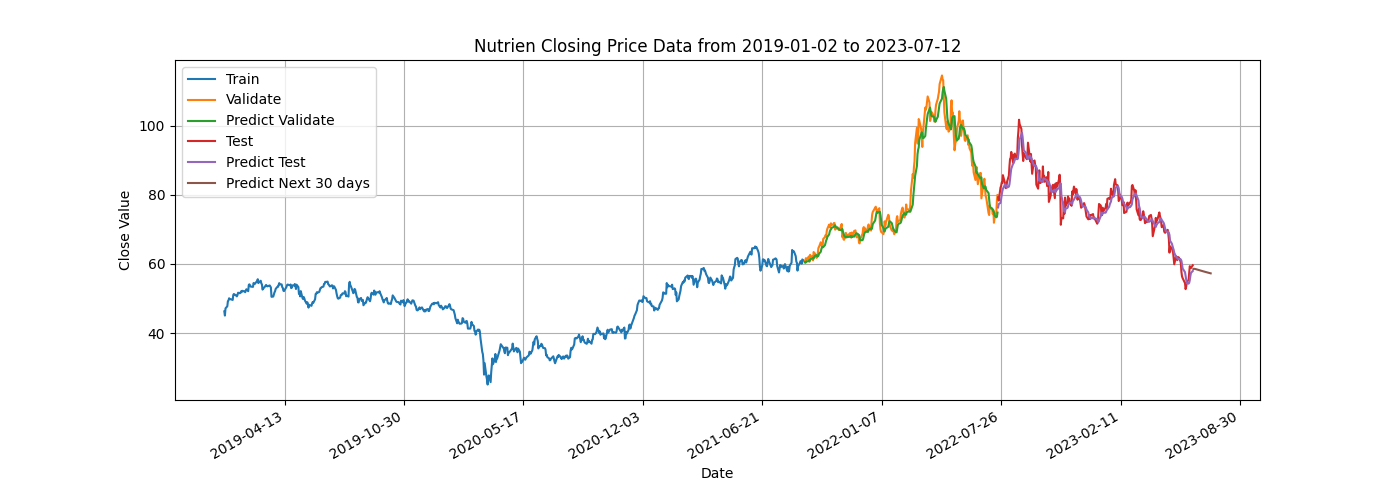 Nutrien Closing Price Data from 2019-01-02 to 2023-07-12
Train
Validate
Predict Validate
Test
Predict Test
Predict Next 30 days
Close Value
100
80
60
40
2019-04-13
2019-10-30
2020-05-17
2020-12-03
2021-06-21
2022-01-07
2022-07-26
2023-02-11
2023-08-30
Date